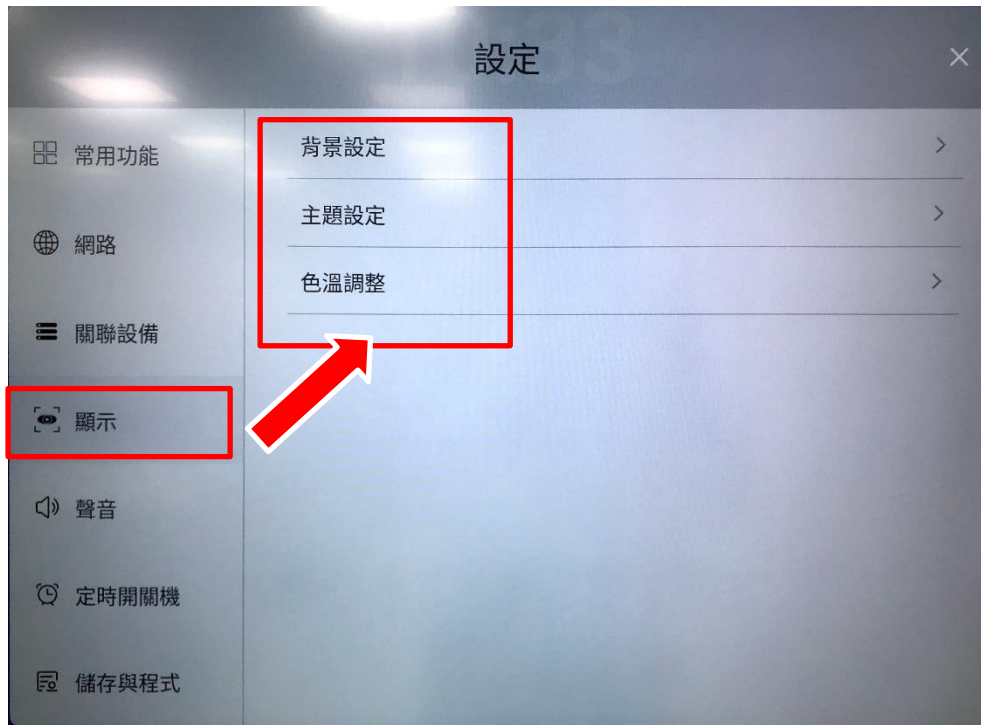 設定
常用功能
網路
關聯設備
顯示
聲音
定時開關機
儲存與程式
背景設定
主題設定
色溫調整